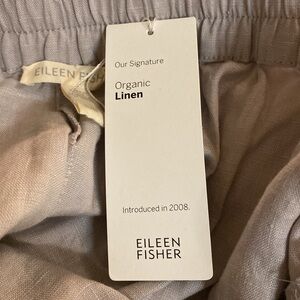 Our Signature
Organic
Linen
Introduced in 2008.
EILEEN
FISHER
EILEEN